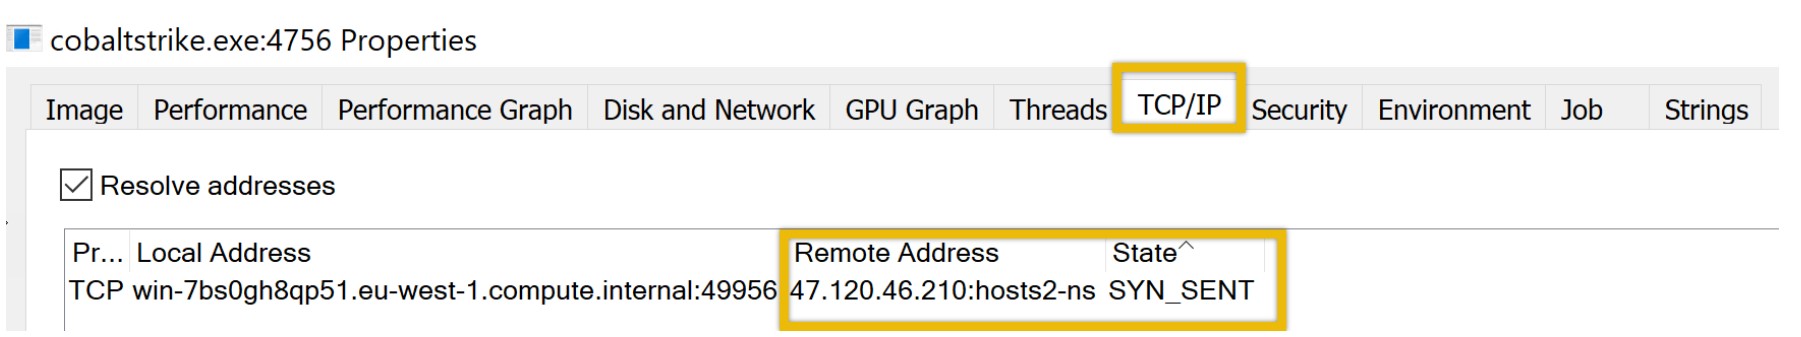 cobaltstrike.exe:4756 Properties
Image Performance Performance Graph Disk and Network GPU Graph Threads TCP/IP Security Environment Job Strings
Resolve addresses
Pr... Local Address Remote Address State
TCP win-7bs0gh8qp51.eu-west-1.compute.internal:49956 47.120.46.210:hosts2-ns SYN_SENT